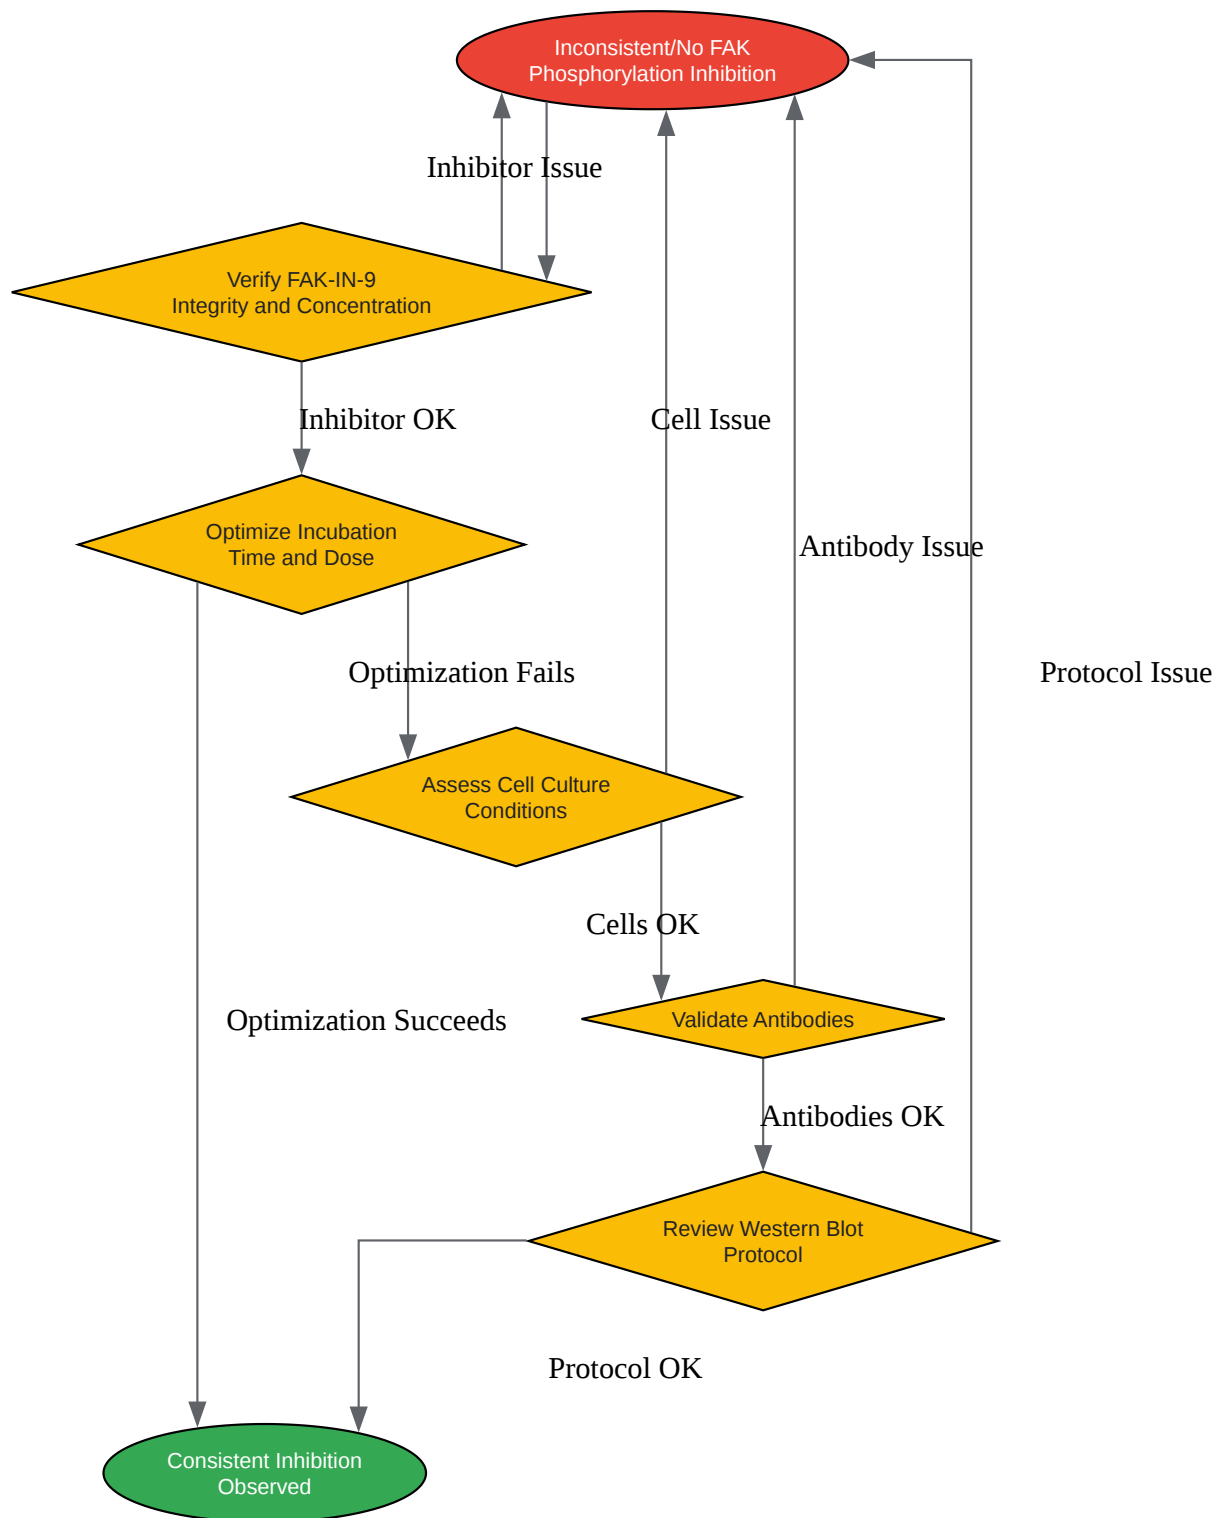 Inconsistent/No FAK
Phosphorylation Inhibition
Inhibitor Issue
Verify FAK-IN-9
Integrity and Concentration
Inhibitor OK
Cell Issue
Optimize Incubation
Time and Dose
Antibody Issue
Optimization Fails
Protocol Issue
Assess Cell Culture
Conditions
Cells OK
Optimization Succeeds
Validate Antibodies
Antibodies OK
Review Western Blot
Protocol
Protocol OK
Consistent Inhibition
Observed